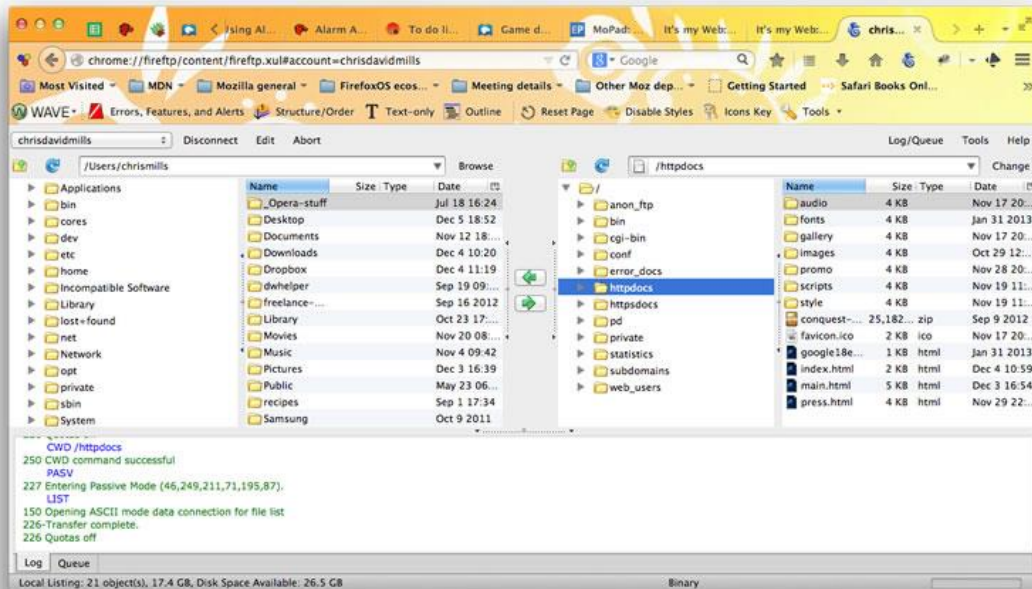 ‹ Jsing Al...
Alarm A...
To do li...
Game d...
MoPad: ...
It's my Web:...
It's my Web:...
chris...
chrome://fireftp/content/fireftp.xul#account=chrisdavidmills
Google
Most Visited
MDN
Mozilla general
FirefoxOS ecos...
Meeting details
Other Moz dep...
Getting Started
Safari Books Onl...
WAVE
Errors, Features, and Alerts
Structure/Order
Text-only
Outline
Reset Page
Disable Styles
Icons Key
Tools
chrisdavidmills
Disconnect Edit Abort
Log/Queue Tools Help
/Users/chrismills
Browse
/httpdocs
Change
Applications
bin
cores
dev
etc
home
Incompatible Software
Library
lost+found
net
Network
opt
private
sbin
System
Name Size Type Date
_Opera-stuff Jul 18 16:24
Desktop Dec 5 18:52
Documents Nov 12 18:...
Downloads Dec 4 10:20
Dropbox Dec 4 11:19
dwhelper Sep 19 09:...
freelance-... Sep 16 2012
Library Oct 23 17:...
Movies Nov 20 08:...
Music Nov 4 09:42
Pictures Dec 3 16:39
Public May 23 06...
recipes Sep 1 17:34
Samsung Oct 9 2011
/
anon_ftp
bin
cgi-bin
conf
error_docs
httpdocs
httpsdocs
pd
private
statistics
subdomains
web_users
Name Size Type Date
audio 4 KB Nov 17 20:...
fonts 4 KB Jan 31 2013
gallery 4 KB Nov 17 20:...
images 4 KB Oct 29 12:...
promo 4 KB Nov 28 20:...
scripts 4 KB Nov 19 11:...
style 4 KB Nov 19 11:...
conquest-... 25,182... zip Sep 9 2012
favicon.ico 2 KB ico Nov 17 20:...
google18e... 1 KB html Jan 31 2013
index.html 2 KB html Dec 4 10:59
main.html 5 KB html Dec 3 16:54
press.html 4 KB html Nov 29 22:...
CWD /httpdocs
250 CWD command successful
PASV
227 Entering Passive Mode (46,249,211,71,195,87).
LIST
150 Opening ASCII mode data connection for file list
226-Transfer complete.
226 Quotas off
Log Queue
Local Listing: 21 object(s), 17.4 GB, Disk Space Available: 26.5 GB
Binary